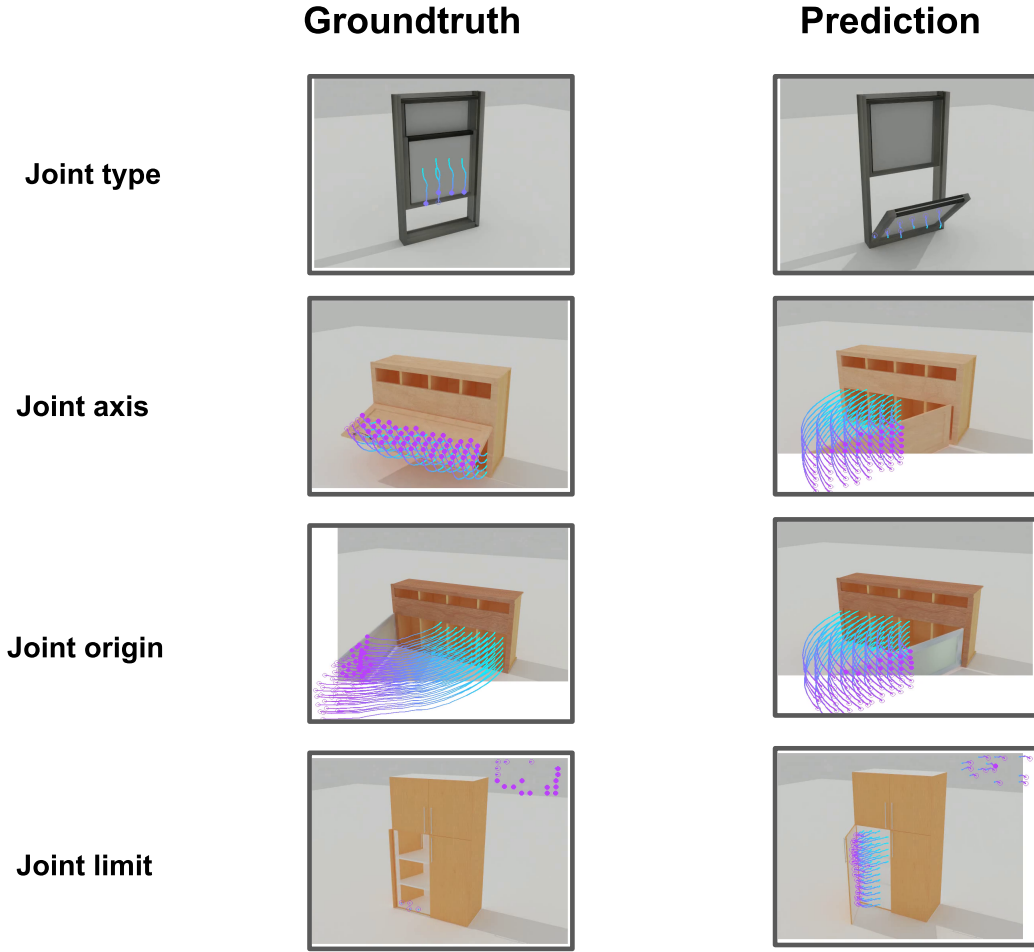 Groundtruth
Prediction
Joint type
Joint axis
Joint origin
Joint limit